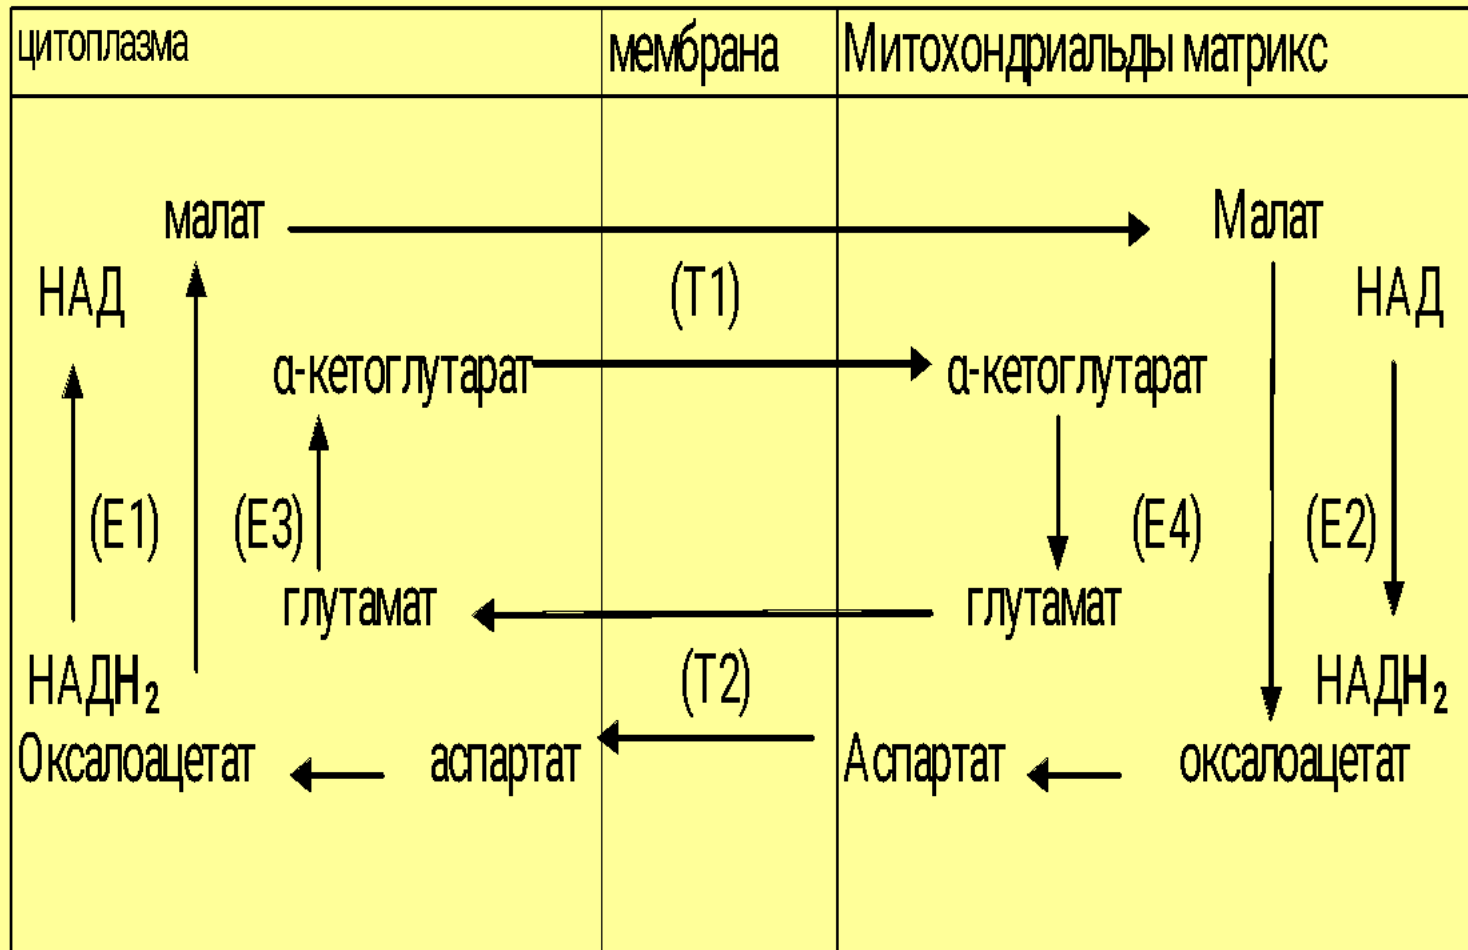 цитоплазма мембрана Митохондриальды матрикс
малат Малат
НАД (Т1) НАД
α-кетоглутарат α-кетоглутарат
(Е1) (Е3) (Е4) (Е2)
глутамат глутамат
НАДН₂ (Т2) НАДН₂
Оксалоацетат аспартат Аспартат оксалоацетат